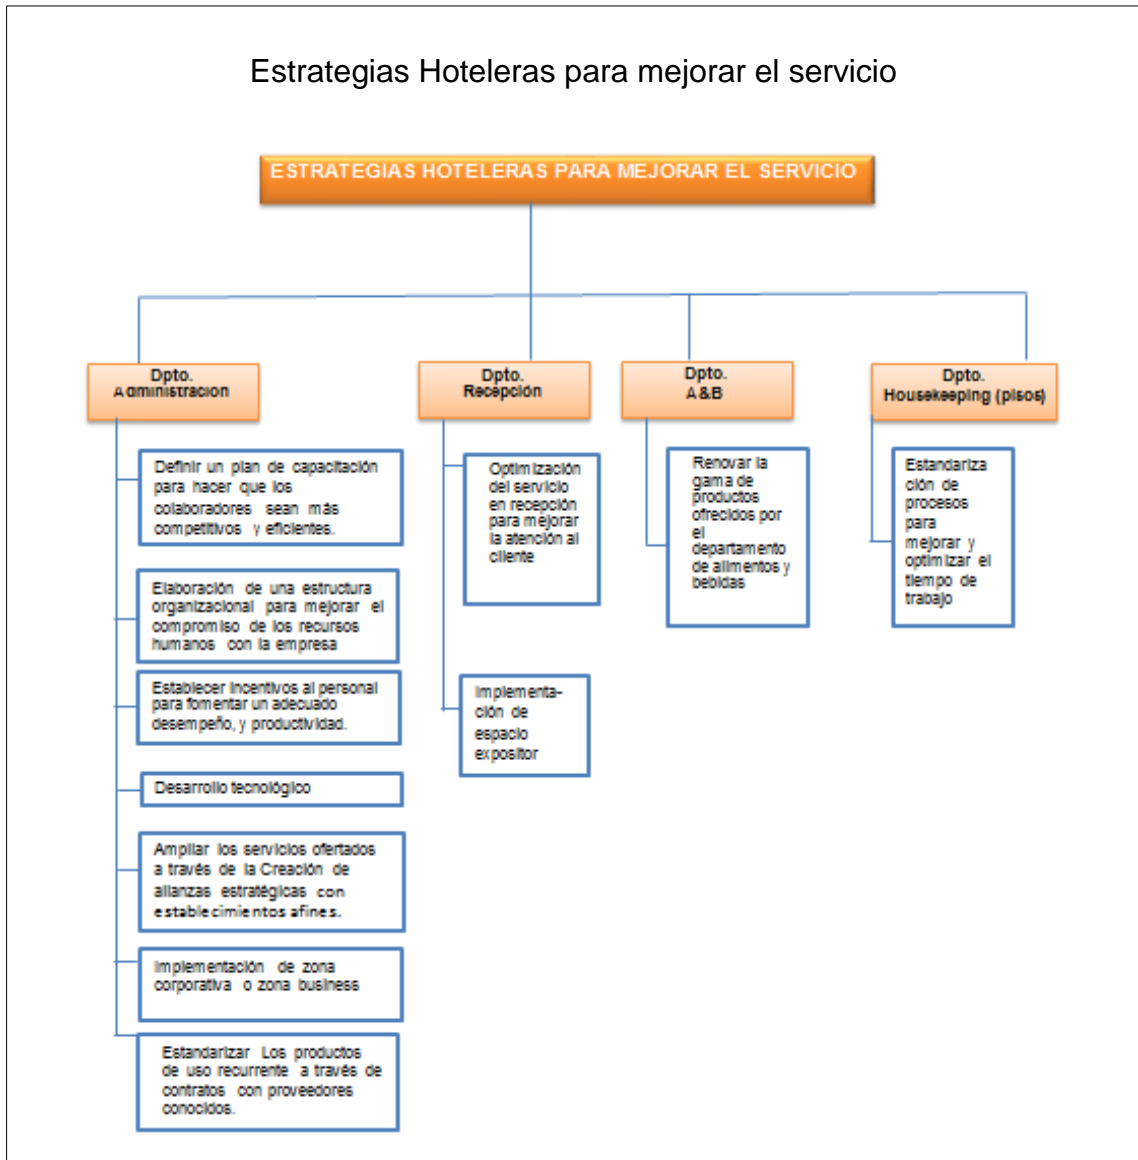 Estrategias Hoteleras para mejorar el servicio
ESTRATEGIAS HOTELERAS PARA MEJORAR EL SERVICIO
Dpto.
Administracion
Definir un plan de capacitación
para hacer que los
colaboradores sean más
competitivos y eficientes.
Elaboración de una estructura
organizacional para mejorar el
compromiso de los recursos
humanos con la empresa
Establecer incentivos al personal
para fomentar un adecuado
desempeño, y productividad.
Desarrollo tecnológico
Ampliar los servicios ofertados
a través de la Creación de
alianzas estratégicas con
establecimientos afines.
Implementación de zona
corporativa o zona business
Estandarizar Los productos
de uso recurrente a través de
contratos con proveedores
conocidos.
Dpto.
Recepción
Optimización
del servicio
en recepción
para mejorar
la atención al
cliente
Implementa-
ción de
espacio
expositor
Dpto.
A&B
Renovar la
gama de
productos
ofrecidos por
el
departamento
de alimentos y
bebidas
Dpto.
Housekeeping (pisos)
Estandariza
ción de
procesos
para
mejorar y
optimizar el
tiempo de
trabajo